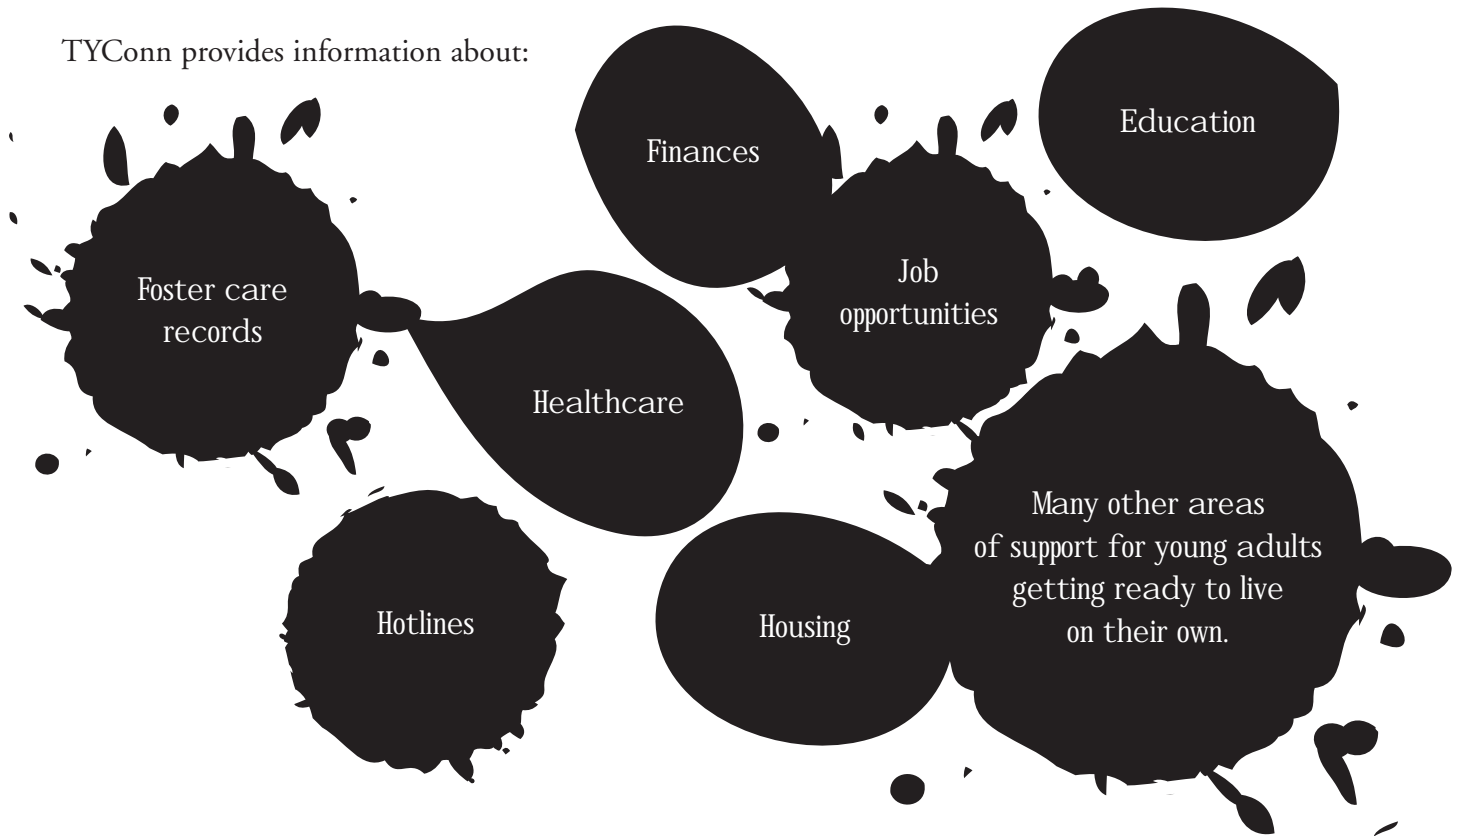 TYConn provides information about:
Finances
Education
Foster care
records
Job
opportunities
Healthcare
Many other areas
of support for young adults
getting ready to live
on their own.
Hotlines
Housing